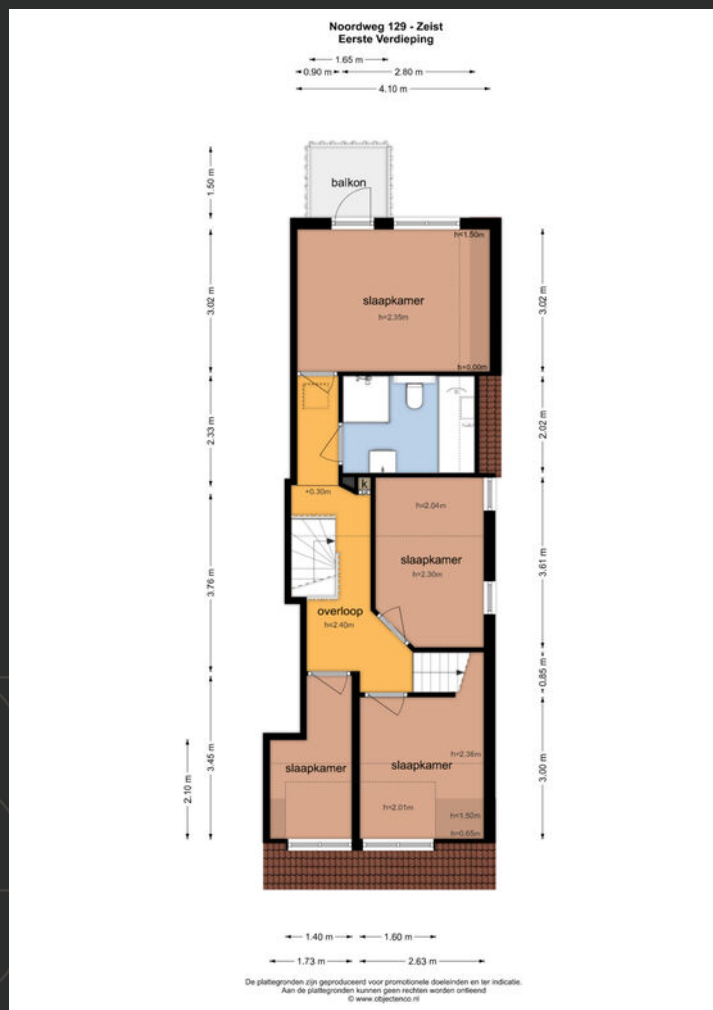 Noordweg 129 - Zeist
Eerste Verdieping
1.65 m
0.90 m
2.80 m
4.10 m
1.50 m
balkon
h=1.50m
3.02 m
slaapkamer
h=2.35m
3.02 m
h=0.00m
2.33 m
2.02 m
+0.30m
k
h=2.04m
3.76 m
slaapkamer
h=2.30m
3.61 m
overloop
h=2.40m
0.85 m
3.45 m
2.10 m
slaapkamer
slaapkamer
h=2.36m
h=2.01m
h=1.50m
h=0.65m
3.00 m
1.40 m
1.60 m
1.73 m
2.63 m
De plattegronden zijn geproduceerd voor promotionele doeleinden en ter indicatie.
Aan de plattegronden kunnen geen rechten worden ontleend
© www.objectenco.nl